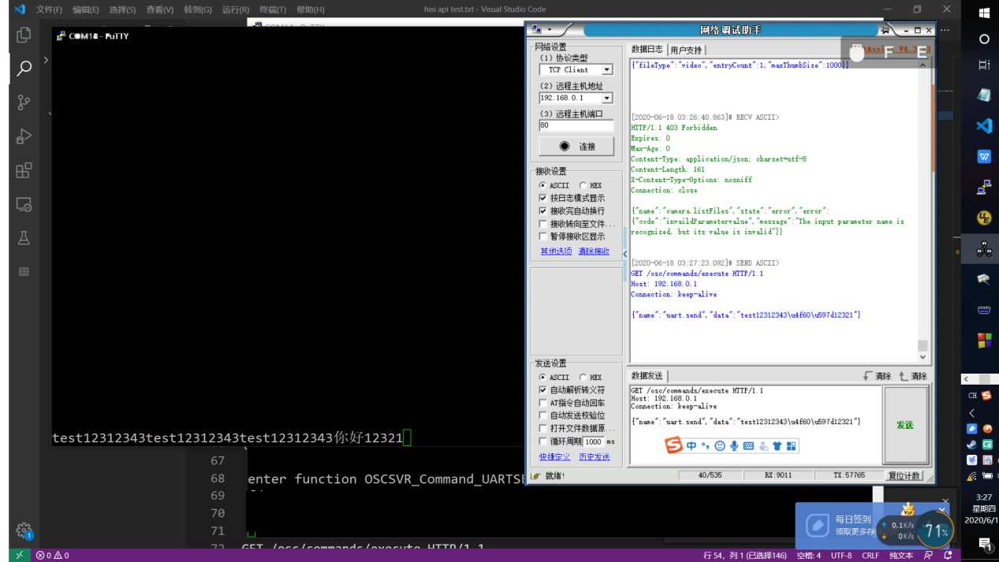 文件(F) 编辑(E) 选择(S) 查看(V) 转到(G) 运行(R) 终端(T) 帮助(H)
hisi api test.txt - Visual Studio Code
PuTTY
test12312343test12312343test12312343你好12321
67
68 enter function OSCSVR_Command_UARTSE
69
70
71
72 GET /osc/commands/execute HTTP/1.1
网络调试助手
网络设置
(1) 协议类型
TCP Client
(2) 远程主机地址
192.168.0.1
(3) 远程主机端口
80
连接
接收设置
ASCII HEX
按日志模式显示
接收完自动换行
接收转向至文件...
暂停接收区显示
其他选项 清除接收
发送设置
ASCII HEX
自动解析转义符
AT指令自动回车
自动发送校验位
打开文件数据源...
循环周期 1000 ms
快捷定义 历史发送
数据日志 用户支持
F E
{"fileType":"video","entryCount":1,"maxThumbSize":1000}}
[2020-06-18 03:26:40.863]# RECV ASCII>
HTTP/1.1 403 Forbidden
Expires: 0
Max-Age: 0
Content-Type: application/json; charset=utf-8
Content-Length: 161
X-Content-Type-Options: nosniff
Connection: close
{"name":"camera.listFiles","state":"error","error":
{"code":"invaildParametervalue","message":"The input parameter name is
recognized, but its value is invalid"}}
[2020-06-18 03:27:23.092]# SEND ASCII>
GET /osc/commands/execute HTTP/1.1
Host: 192.168.0.1
Connection: keep-alive
{"name":"uart.send","data":"test12312343\u4f60\u597d12321"}
数据发送 清除 清除
GET /osc/commands/execute HTTP/1.1
Host: 192.168.0.1
Connection: keep-alive
{"name":"uart.send","data":"test12312343\u4f60\u597d12321"}
发送
中
就绪! 40/535 RX:9011 TX:57765 复位计数
每日签到
0.1K/s
0K/s
71%
CH
3:27
星期四
2020/6/1
1
0 0
行 54，列 1 (已选择146) 空格: 4 UTF-8 CRLF 纯文本